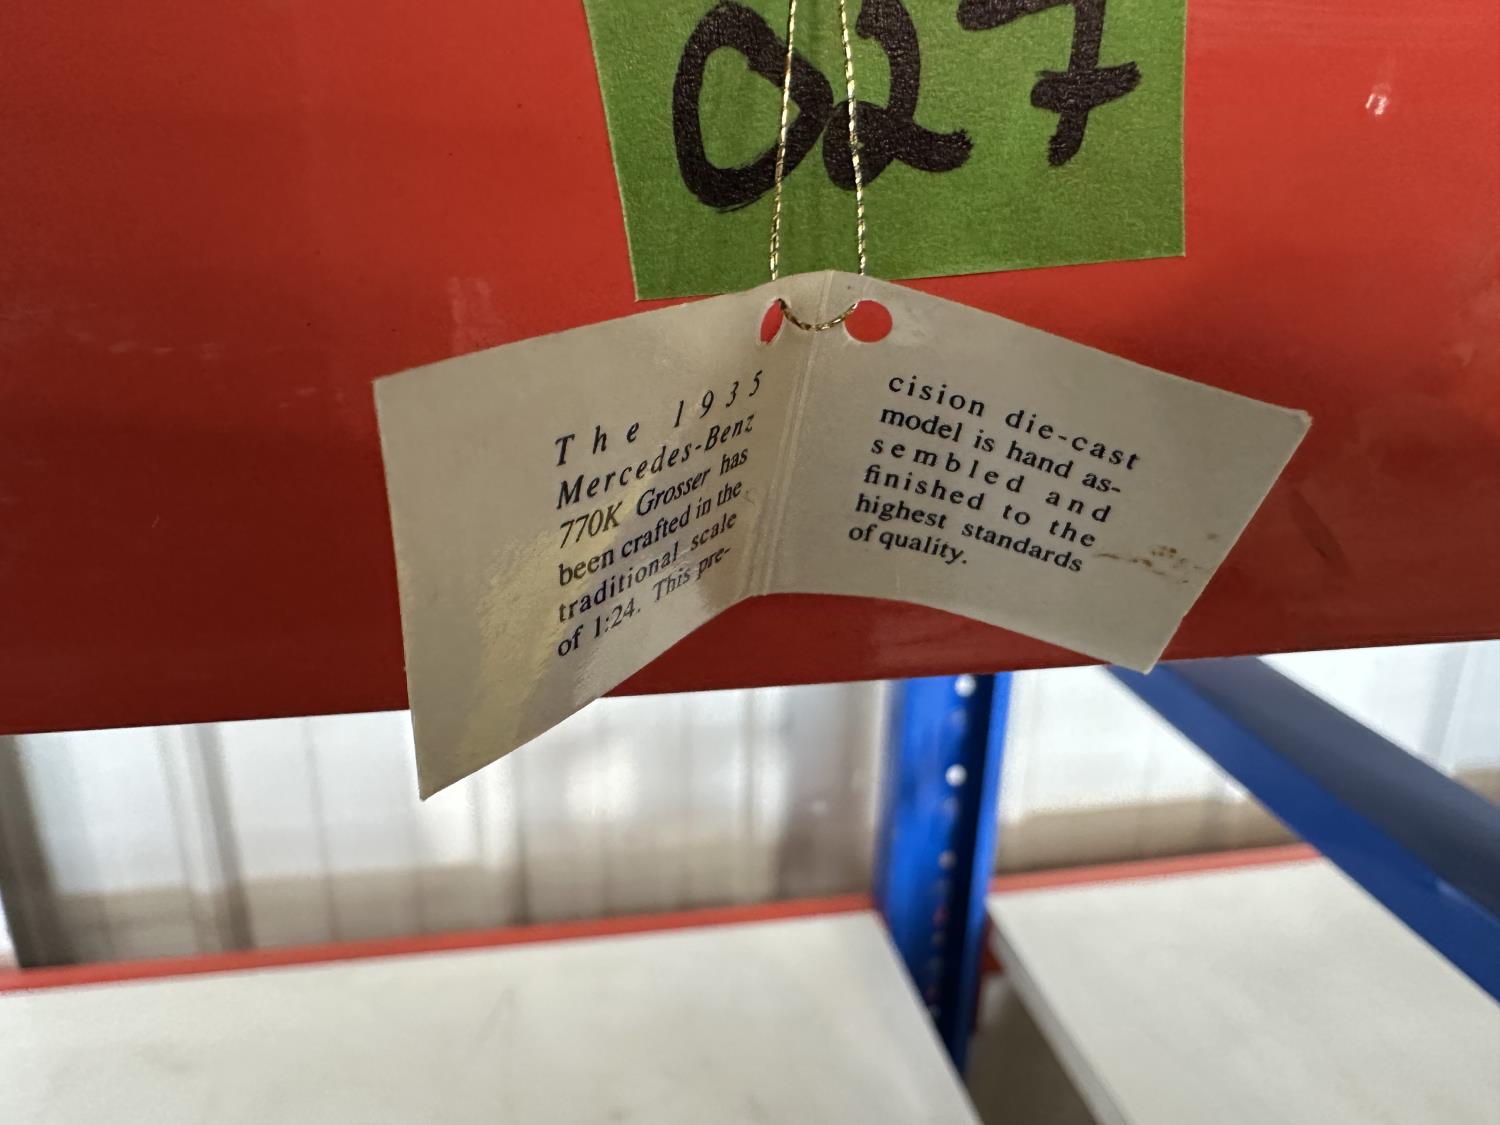 027
The 1935
Mercedes-Benz
770K Grosser has
been crafted in the
traditional scale
of 1:24. This pre-
cision die-cast
model is hand as-
sembled and
finished to the
highest standards
of quality.